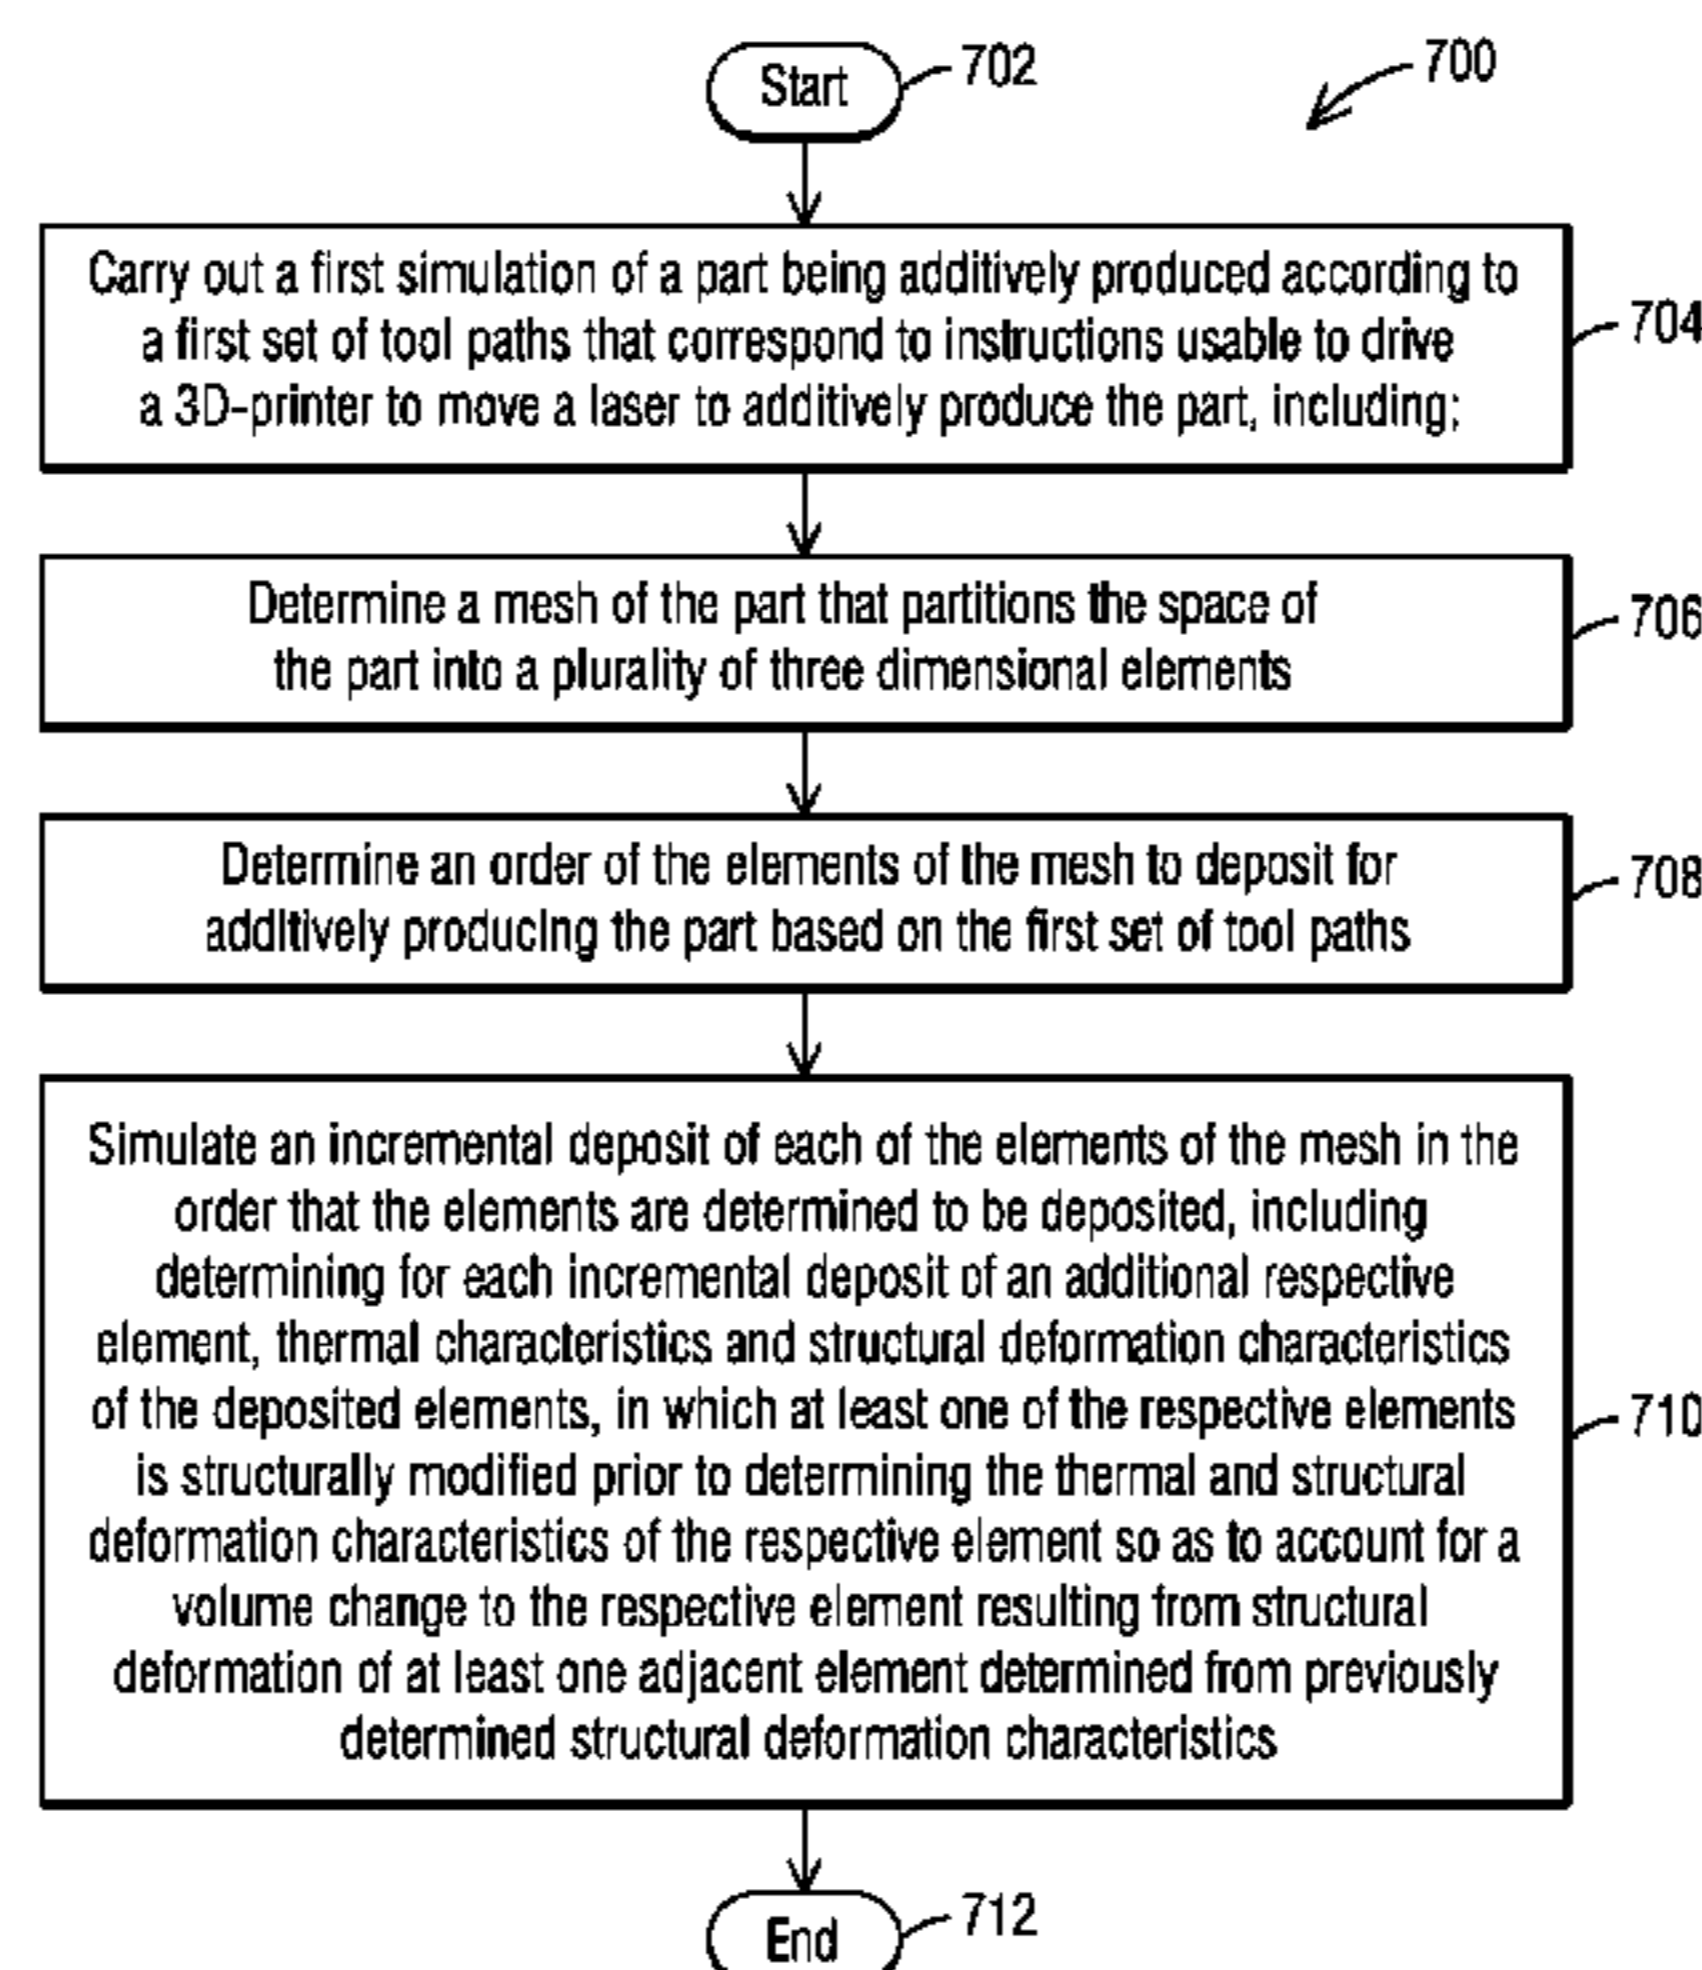 Start
702
700
Carry out a first simulation of a part being additively produced according to
a first set of tool paths that correspond to instructions usable to drive
a 3D-printer to move a laser to additively produce the part, including;
704
Determine a mesh of the part that partitions the space of
the part into a plurality of three dimensional elements
706
Determine an order of the elements of the mesh to deposit for
additively producing the part based on the first set of tool paths
708
Simulate an incremental deposit of each of the elements of the mesh in the
order that the elements are determined to be deposited, including
determining for each incremental deposit of an additional respective
element, thermal characteristics and structural deformation characteristics
of the deposited elements, in which at least one of the respective elements
is structurally modified prior to determining the thermal and structural
deformation characteristics of the respective element so as to account for a
volume change to the respective element resulting from structural
deformation of at least one adjacent element determined from previously
determined structural deformation characteristics
710
End
712